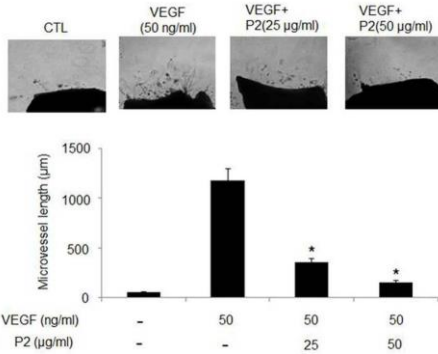 CTL
VEGF
(50 ng/ml)
VEGF+
P2(25 µg/ml)
VEGF+
P2(50 µg/ml)
Microvessel length (µm)
1500
1000
500
0
*
*
VEGF (ng/ml) - 50 50 50
P2 (µg/ml) - - 25 50